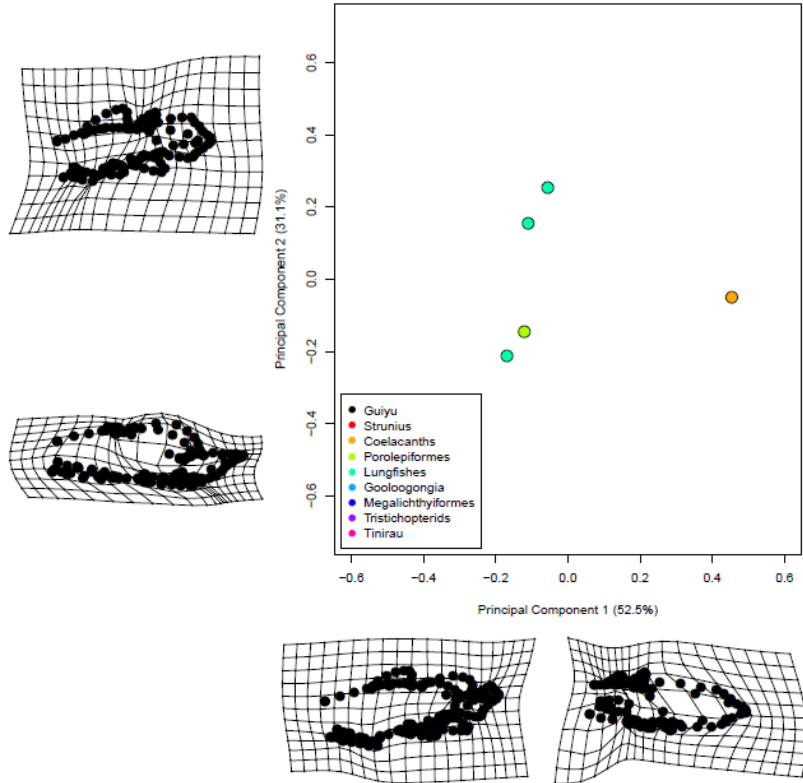 0.6
0.4
0.2
0.0
−0.2
−0.4
−0.6
Principal Component 2 (31.1%)
Guiyu
Strunius
Coelacanths
Porolepiformes
Lungfishes
Gooloogongia
Megalichthyiformes
Tristichopterids
Tinirau
−0.6 −0.4 −0.2 0.0 0.2 0.4 0.6
Principal Component 1 (52.5%)